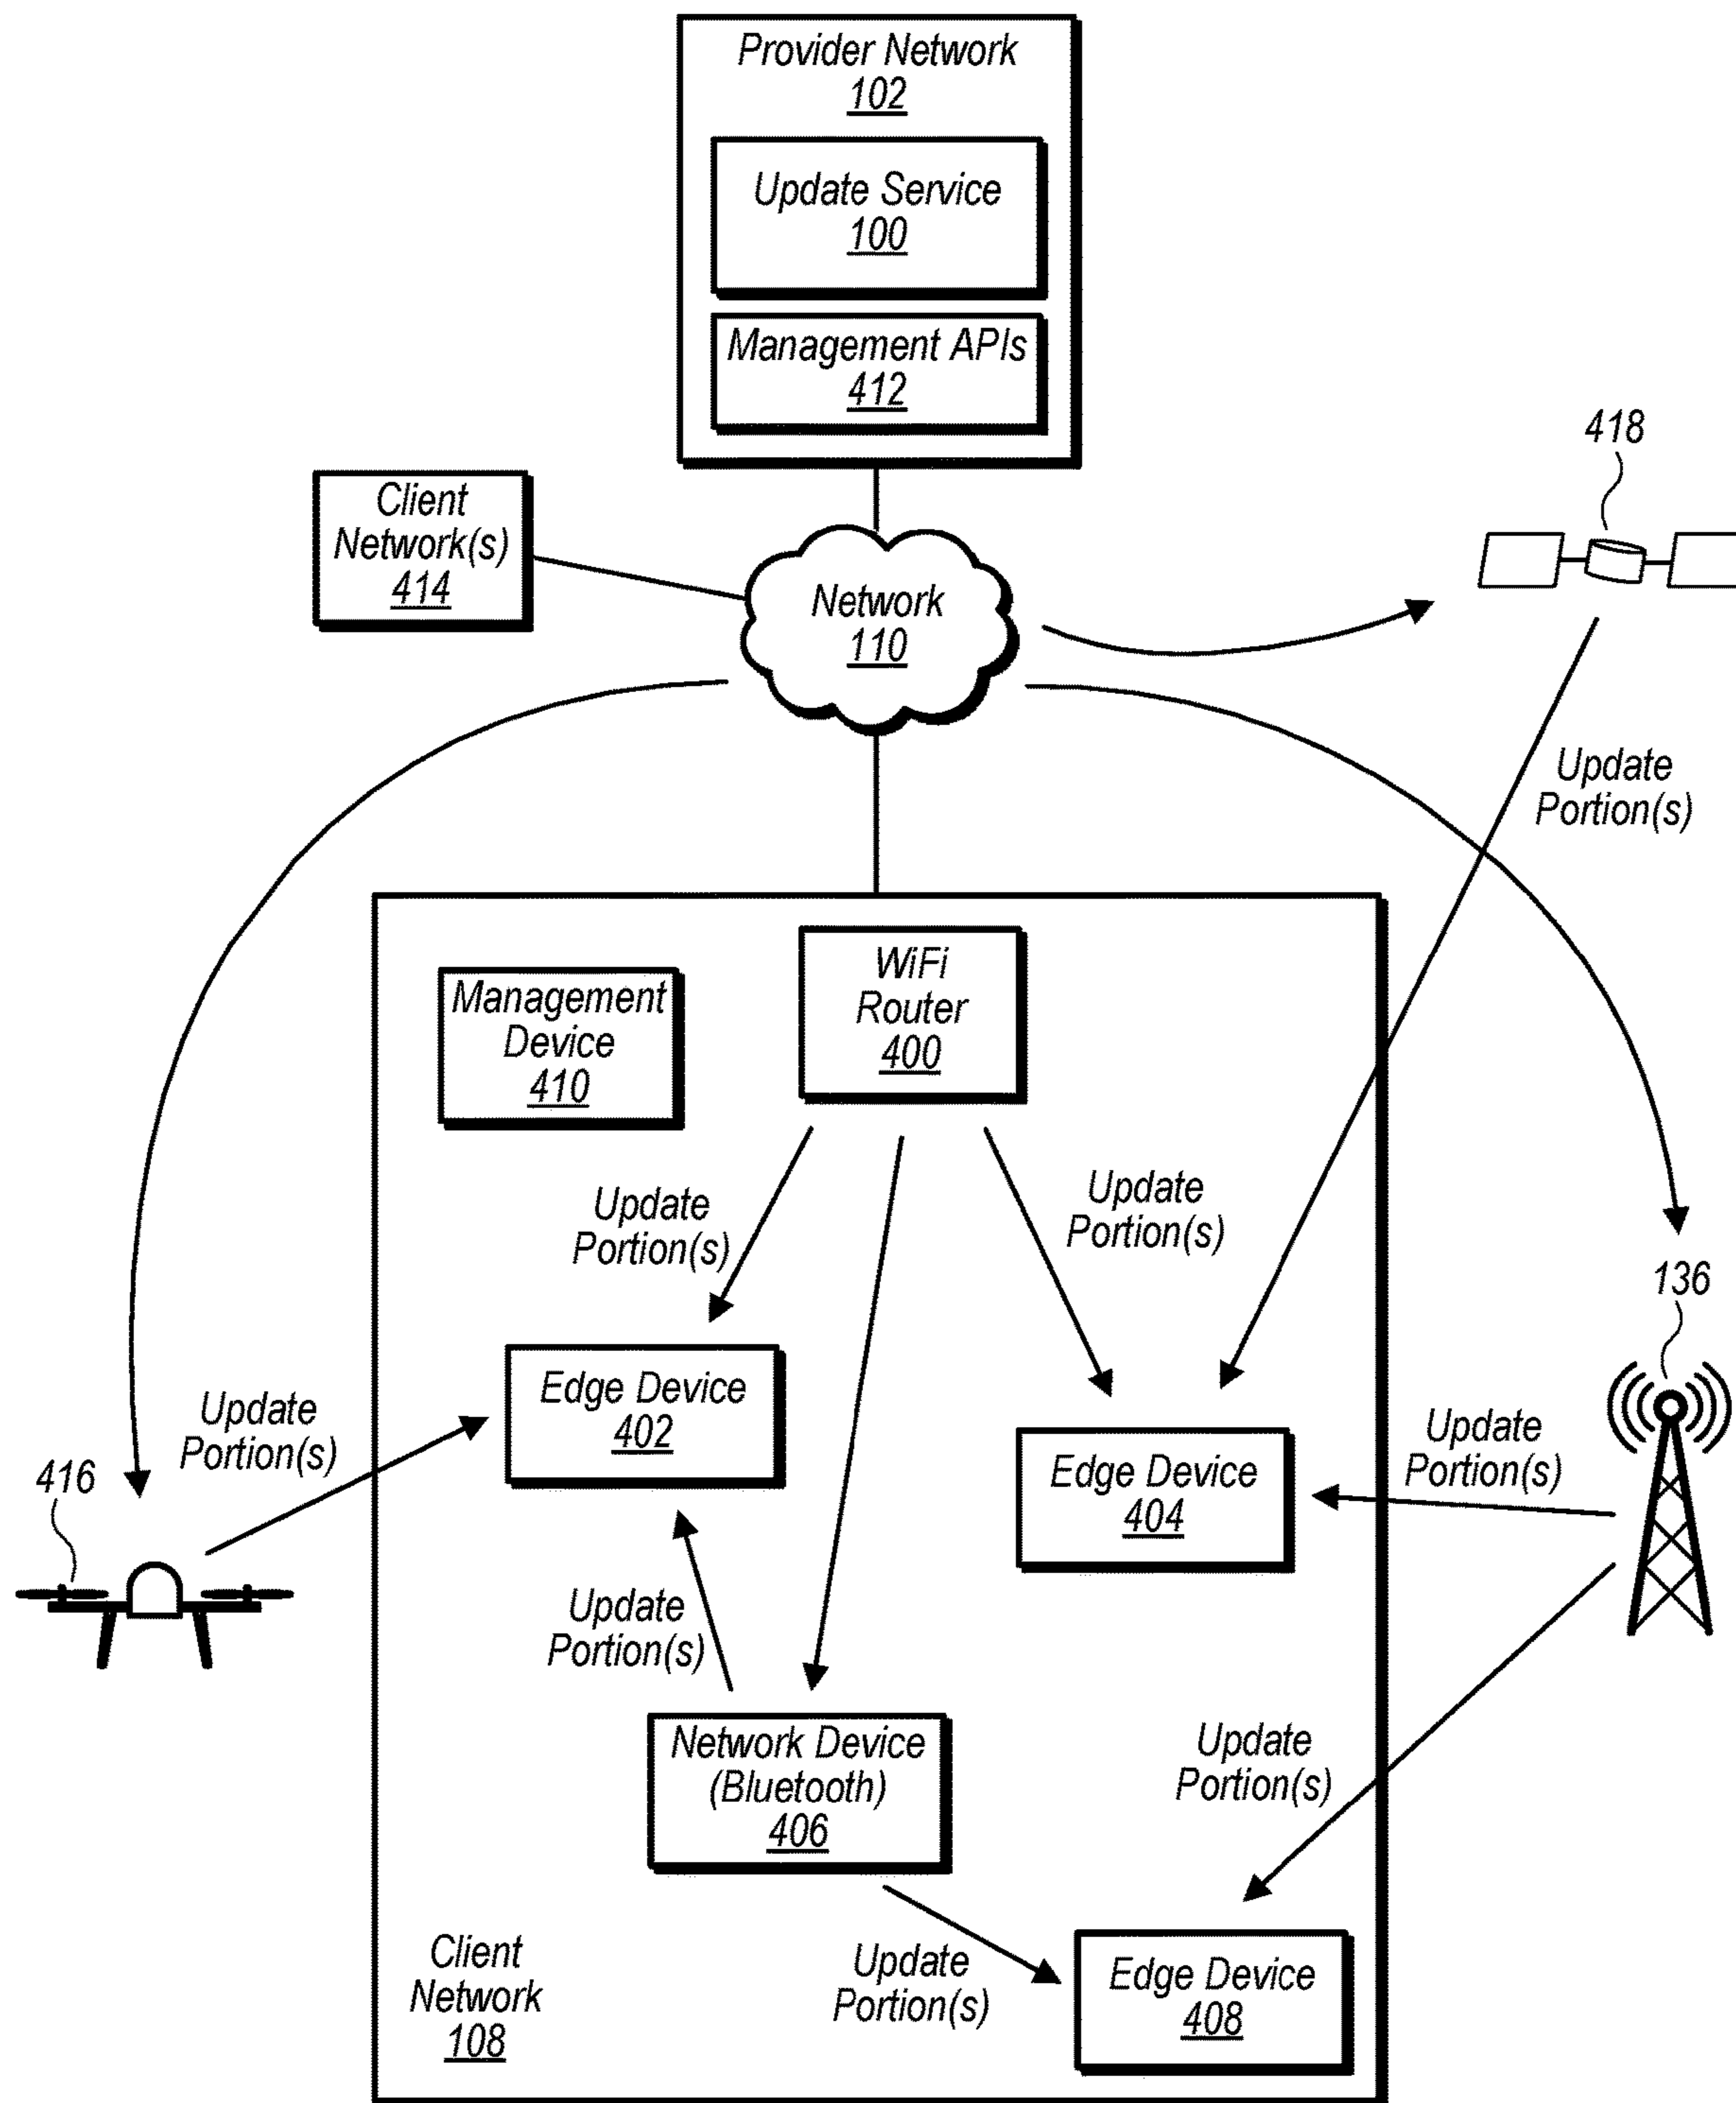 Provider Network
102
Update Service
100
Management APIs
412
418
Client
Network(s)
414
Network
110
Update
Portion(s)
WiFi
Router
400
Management
Device
410
Update
Portion(s)
Update
Portion(s)
136
Edge Device
402
Update
Portion(s)
Update
Portion(s)
Edge Device
404
416
Update
Portion(s)
Network Device
(Bluetooth)
406
Update
Portion(s)
Client
Network
108
Update
Portion(s)
Edge Device
408